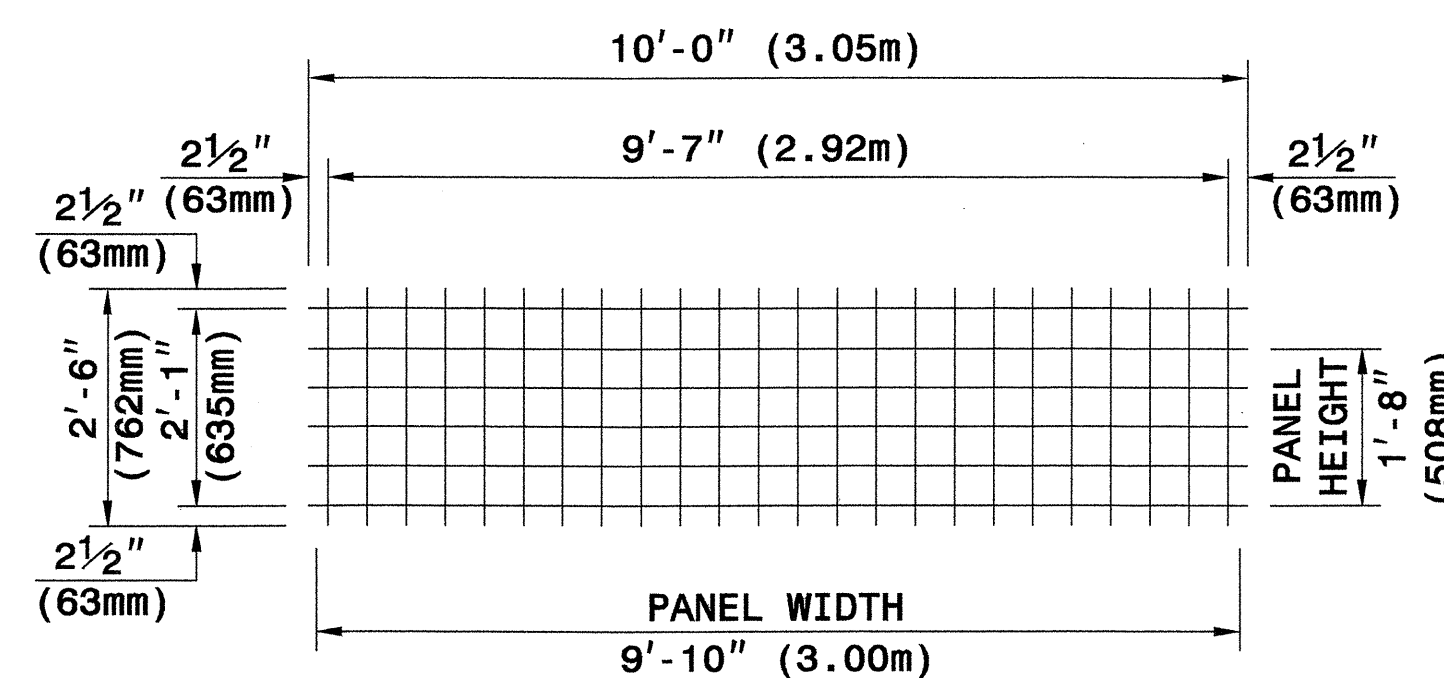 10'-0" (3.05m)
9'-7" (2.92m)
2½"
(63mm)
2½"
(63mm)
2½"
(63mm)
2'-6"
(762mm)
2'-1"
(635mm)
PANEL
HEIGHT
1'-8"
(508mm)
2½"
(63mm)
PANEL WIDTH
9'-10" (3.00m)